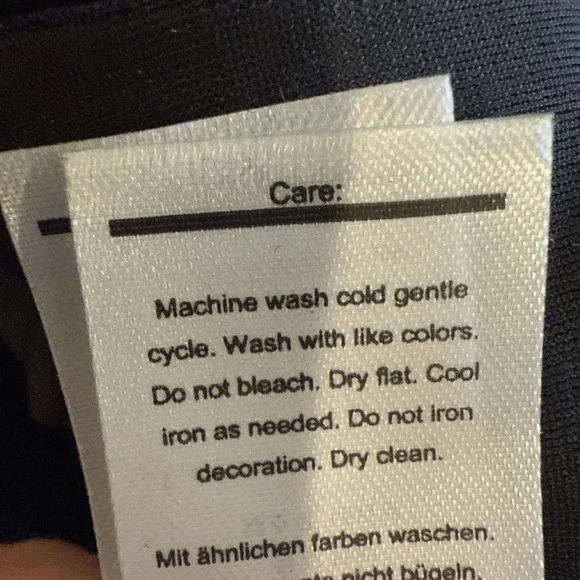 Care:
Machine wash cold gentle
cycle. Wash with like colors.
Do not bleach. Dry flat. Cool
iron as needed. Do not iron
decoration. Dry clean.
Mit ähnlichen farben waschen.
nicht bügeln.